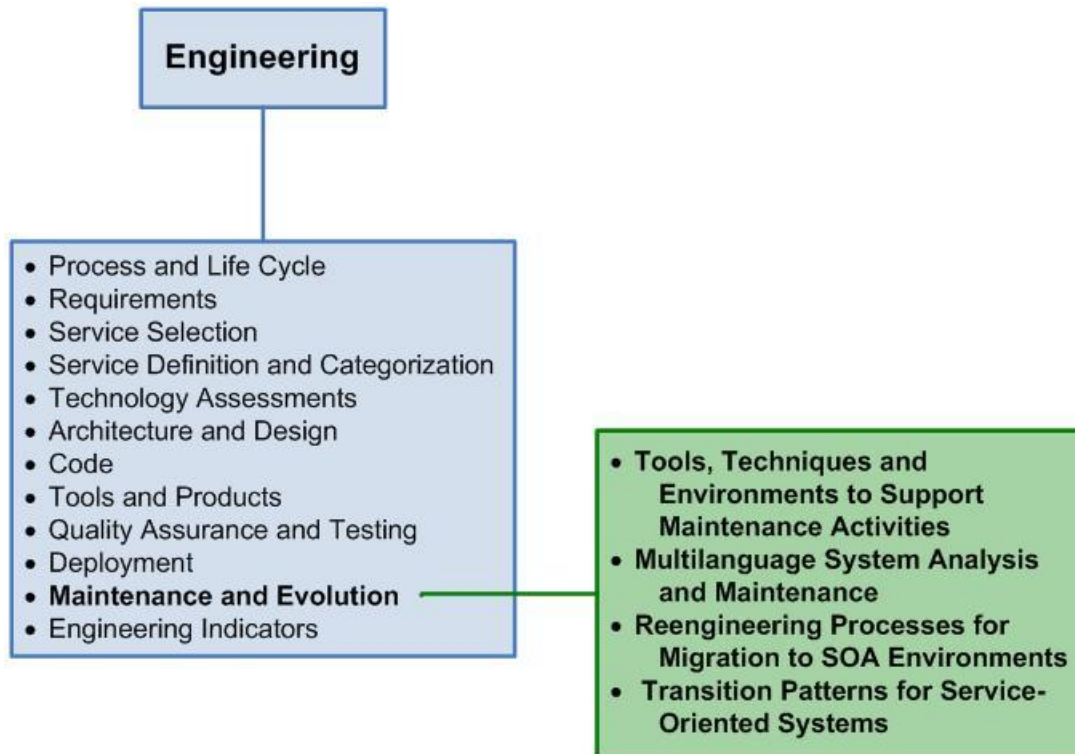 Engineering
• Process and Life Cycle
• Requirements
• Service Selection
• Service Definition and Categorization
• Technology Assessments
• Architecture and Design
• Code
• Tools and Products
• Quality Assurance and Testing
• Deployment
• Maintenance and Evolution
• Engineering Indicators
• Tools, Techniques and
Environments to Support
Maintenance Activities
• Multilanguage System Analysis
and Maintenance
• Reengineering Processes for
Migration to SOA Environments
• Transition Patterns for Service-
Oriented Systems